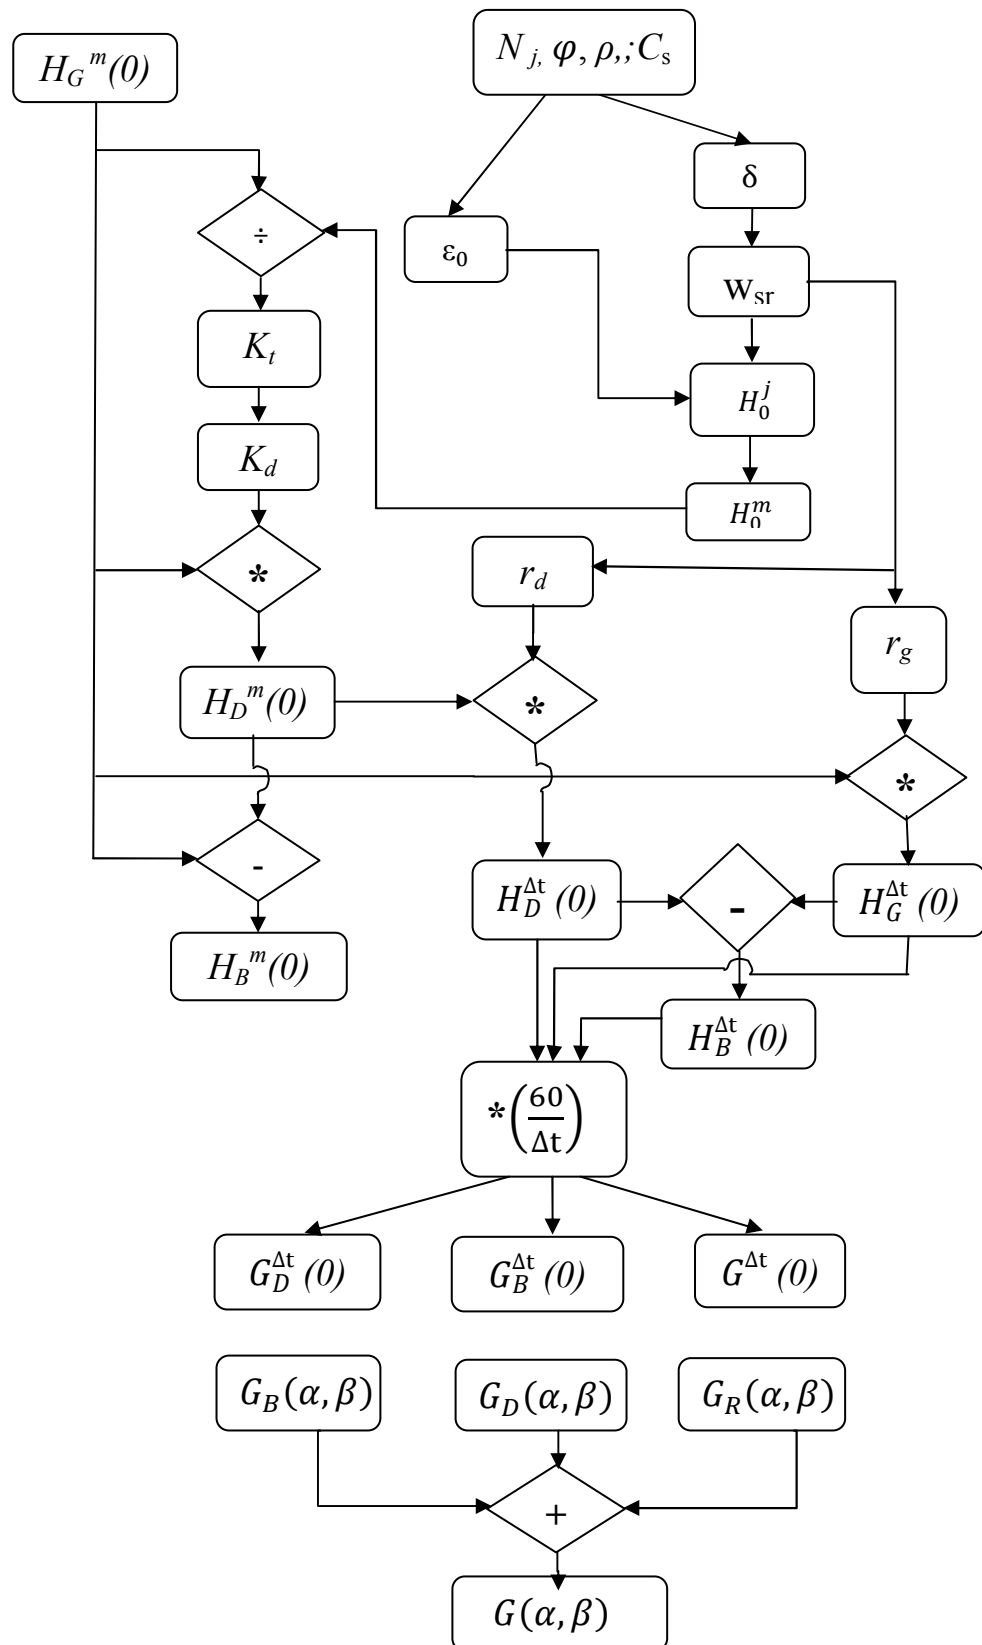 H_G^m(0)
N_j, φ, ρ,;C_s
δ
÷
ε_0
w_sr
K_t
H_0^j
K_d
H_0^m
*
r_d
r_g
H_D^m(0)
*
*
-
H_D^Δt (0)
-
H_G^Δt (0)
H_B^m(0)
H_B^Δt (0)
*(60/Δt)
G_D^Δt (0)
G_B^Δt (0)
G^Δt (0)
G_B(α, β)
G_D(α, β)
G_R(α, β)
+
G(α, β)